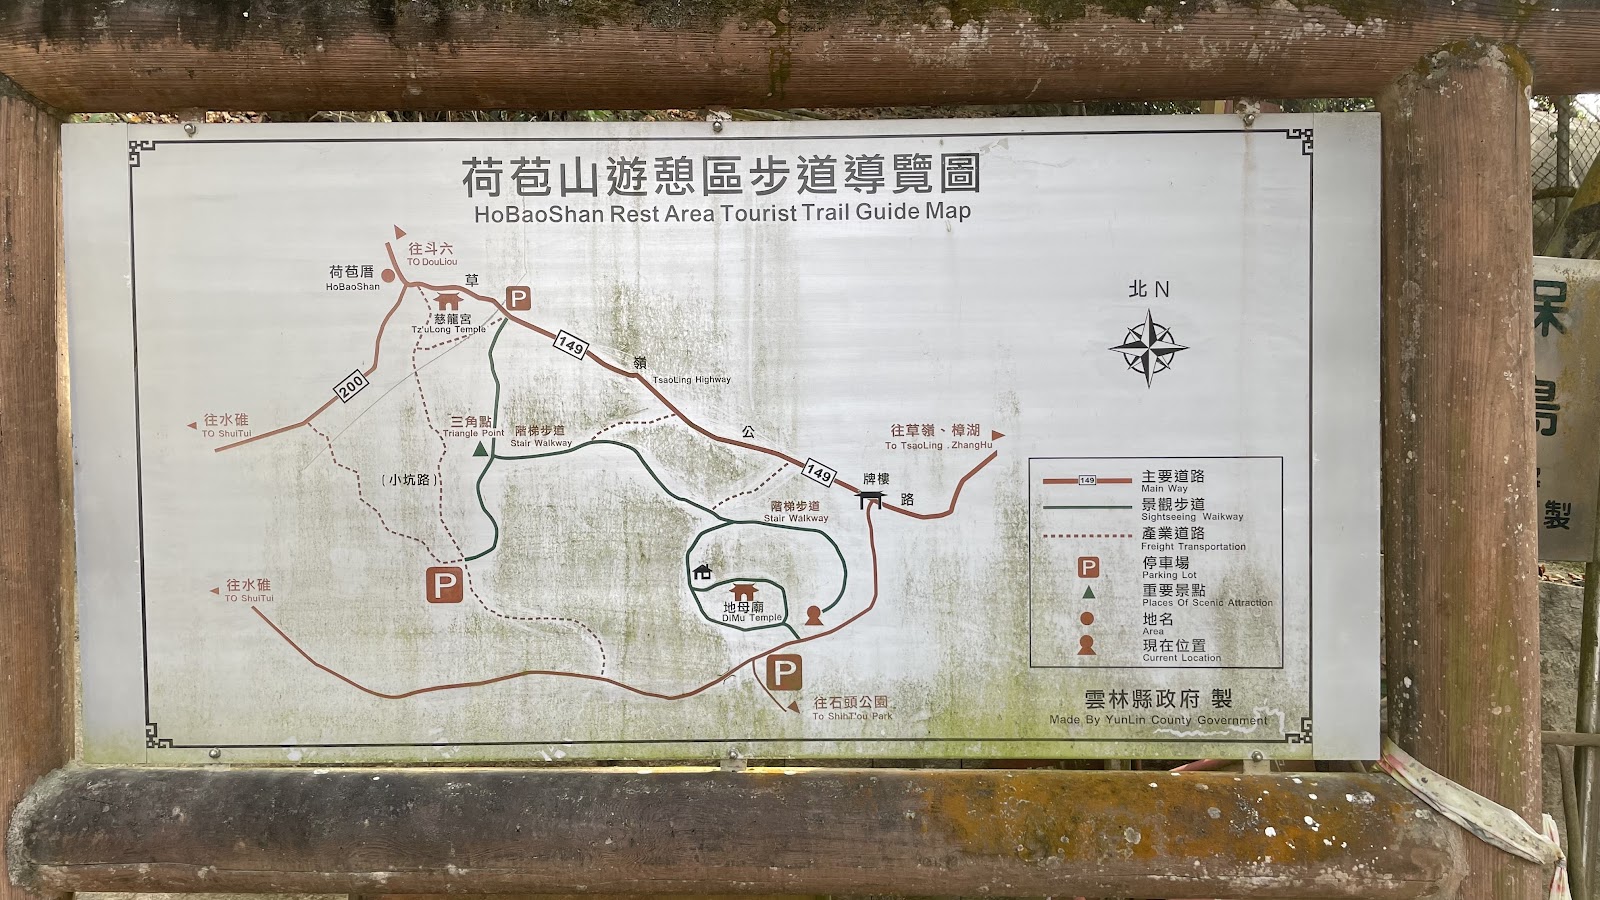 荷苞山遊憩區步道導覽圖
HoBaoShan Rest Area Tourist Trail Guide Map
往斗六
TO DouLiou
荷苞厝
HoBaoShan
草
P
慈龍宮
Tz'uLong Temple
149
嶺
TsaoLing Highway
200
北 N
往水碓
TO ShuiTui
三角點
Triangle Point
階梯步道
Stair Walkway
公
往草嶺、樟湖
To TsaoLing . ZhangHu
149
牌樓
路
(小坑路)
階梯步道
Stair Walkway
P
往水碓
TO ShuiTui
地母廟
DiMu Temple
P
往石頭公園
To ShihT'ou Park
149
主要道路
Main Way
景觀步道
Sightseeing Walkway
產業道路
Freight Transportation
P
停車場
Parking Lot
重要景點
Places Of Scenic Attraction
地名
Area
現在位置
Current Location
雲林縣政府 製
Made By YunLin County Government
製